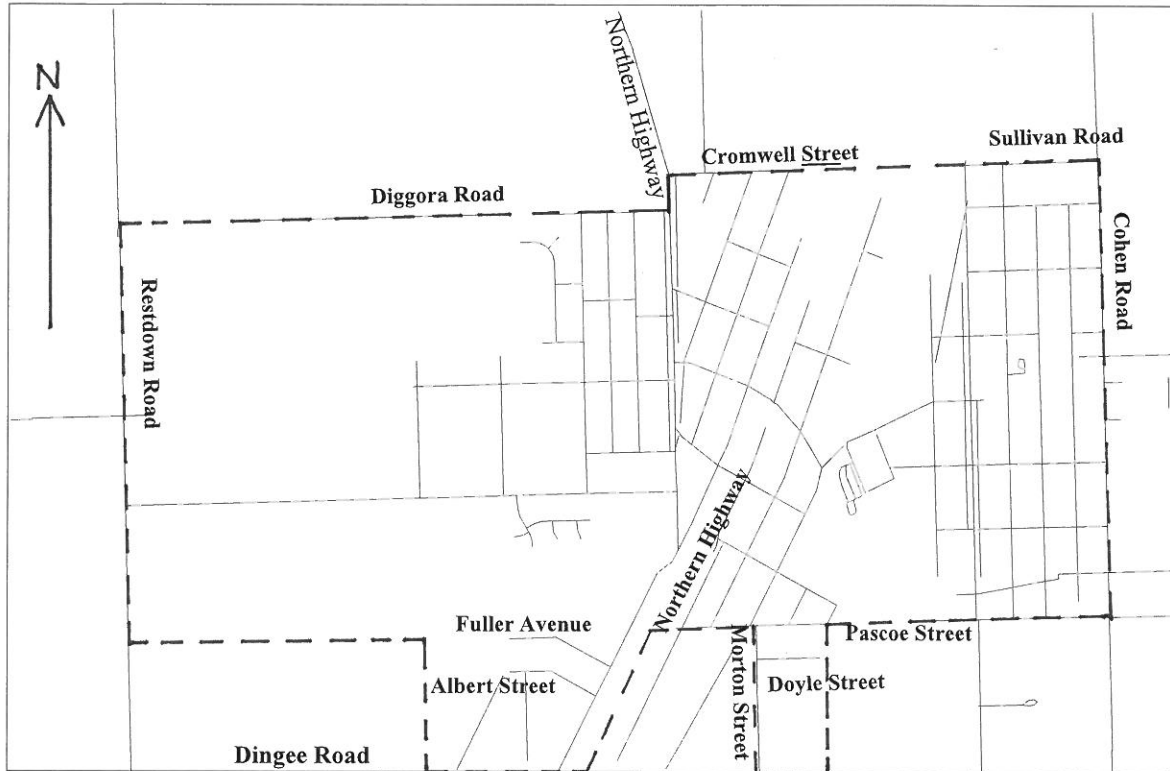 N
Northern Highway
Sullivan Road
Cromwell Street
Diggora Road
Cohen Road
Restdown Road
Northern Highway
Fuller Avenue
Morton Street
Pascoe Street
Albert Street
Doyle Street
Dingee Road